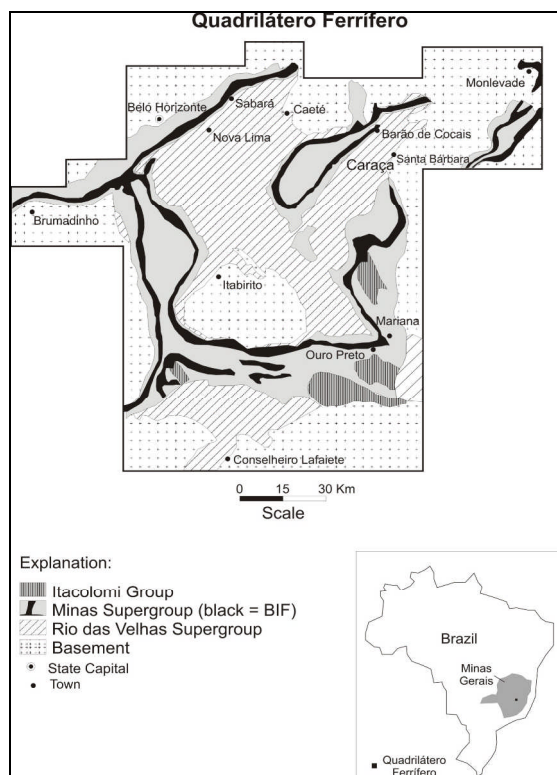 Quadrilátero Ferrífero
Monlevade
Belo Horizonte
Sabará
Caeté
Nova Lima
Barão de Cocais
Santa Bárbara
Caraça
Brumadinho
Itabirito
Mariana
Ouro Preto
Conselheiro Lafaiete
0 15 30 Km
Scale
Explanation:
Itacolomi Group
Minas Supergroup (black = BIF)
Rio das Velhas Supergroup
Basement
State Capital
Town
Brazil
Minas
Gerais
Quadrilátero
Ferrífero